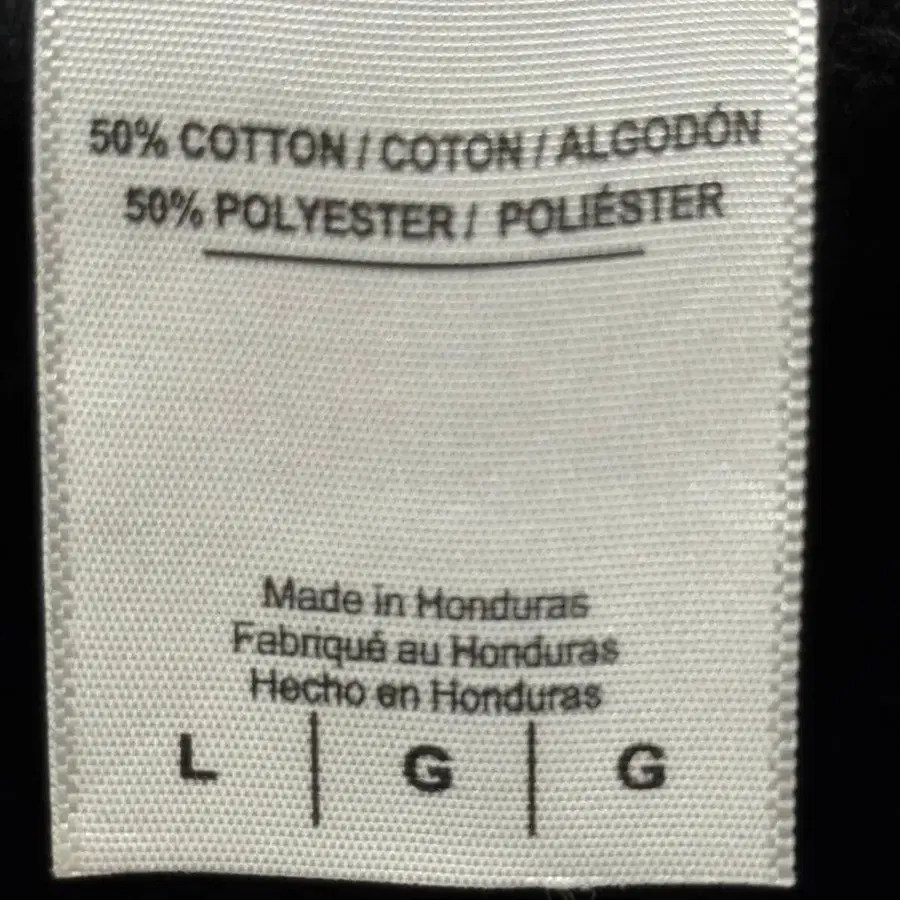 50% COTTON / COTON / ALGODÓN
50% POLYESTER / POLIÉSTER
Made in Honduras
Fabriqué au Honduras
Hecho en Honduras
L | G | G